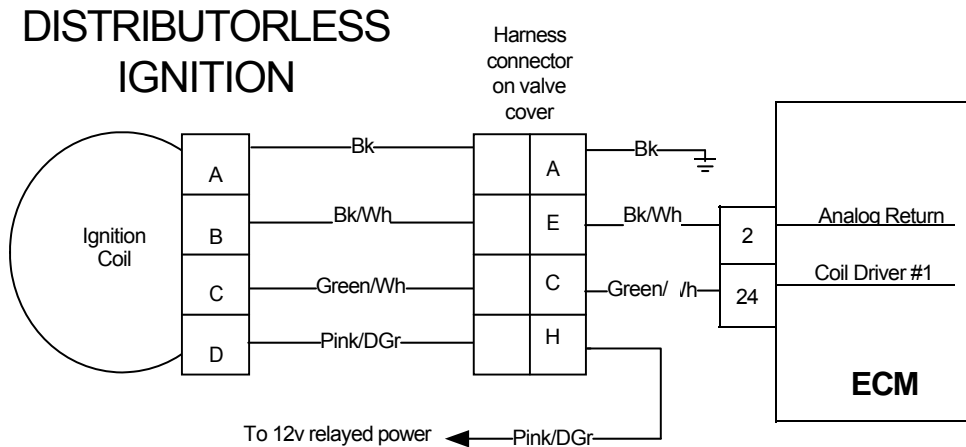 DISTRIBUTORLESS
IGNITION
Harness
connector
on valve
cover
Ignition
Coil
A
Bk
A
Bk
B
Bk/Wh
E
Bk/Wh
2
Analog Return
C
Green/Wh
C
Green/
24
Coil Driver #1
D
Pink/DGr
H
ECM
To 12v relayed power
Pink/DGr